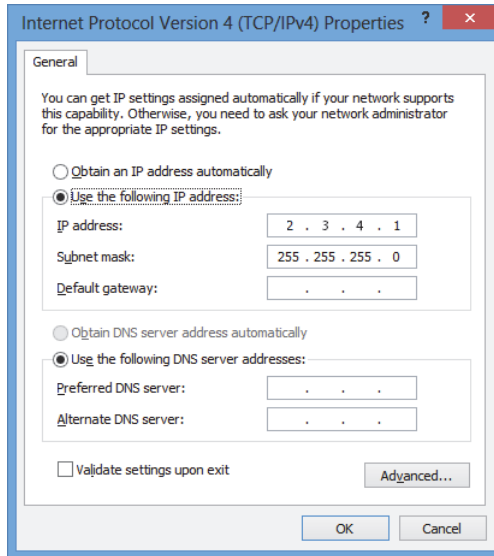 Internet Protocol Version 4 (TCP/IPv4) Properties ? ×
General
You can get IP settings assigned automatically if your network supports
this capability. Otherwise, you need to ask your network administrator
for the appropriate IP settings.
Obtain an IP address automatically
Use the following IP address:
IP address: 2 . 3 . 4 . 1
Subnet mask: 255 . 255 . 255 . 0
Default gateway: . . .
Obtain DNS server address automatically
Use the following DNS server addresses:
Preferred DNS server: . . .
Alternate DNS server: . . .
Validate settings upon exit
Advanced...
OK Cancel